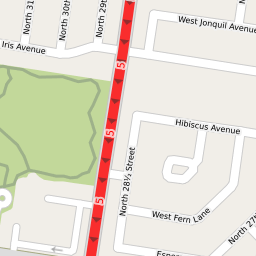 North 31
North 30th
North 29th
West Jonquil Avenue
Iris Avenue
5
5
Hibiscus Avenue
North 28½ Street
5
West Fern Lane
North 27